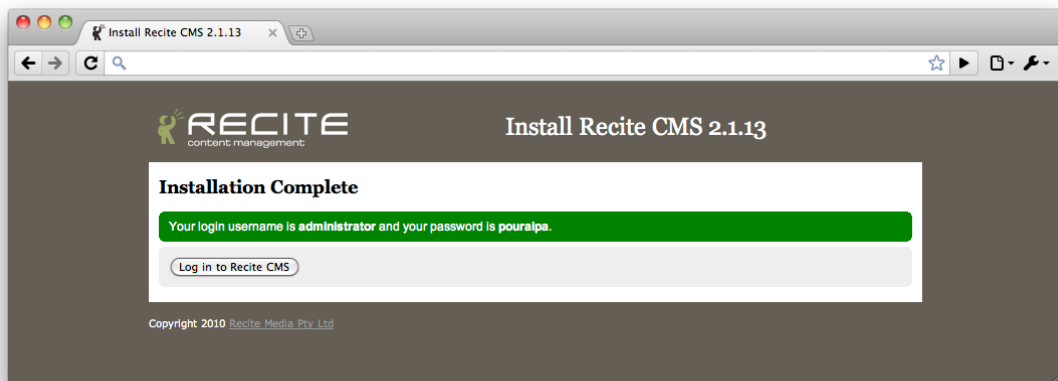 Install Recite CMS 2.1.13
RECITE
content management
Install Recite CMS 2.1.13
Installation Complete
Your login username is administrator and your password is pouralpa.
Log in to Recite CMS
Copyright 2010 Recite Media Pty Ltd